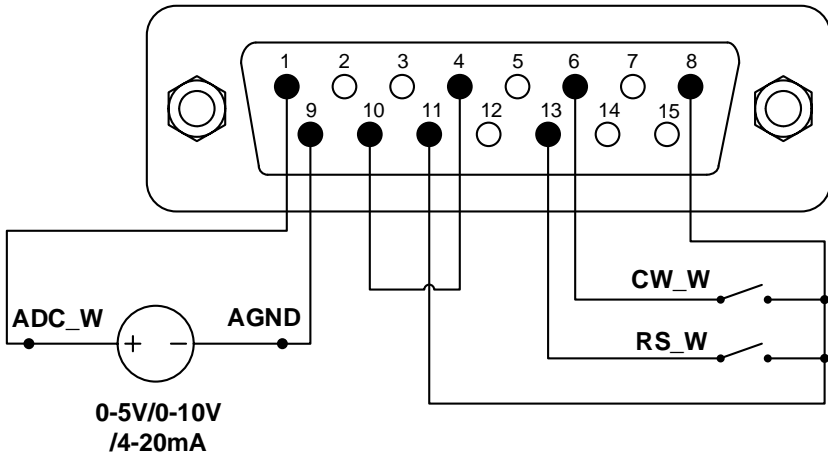 1 2 3 4 5 6 7 8
9 10 11 12 13 14 15
CW_W
ADC_W AGND
RS_W
+ −
0-5V/0-10V
/4-20mA